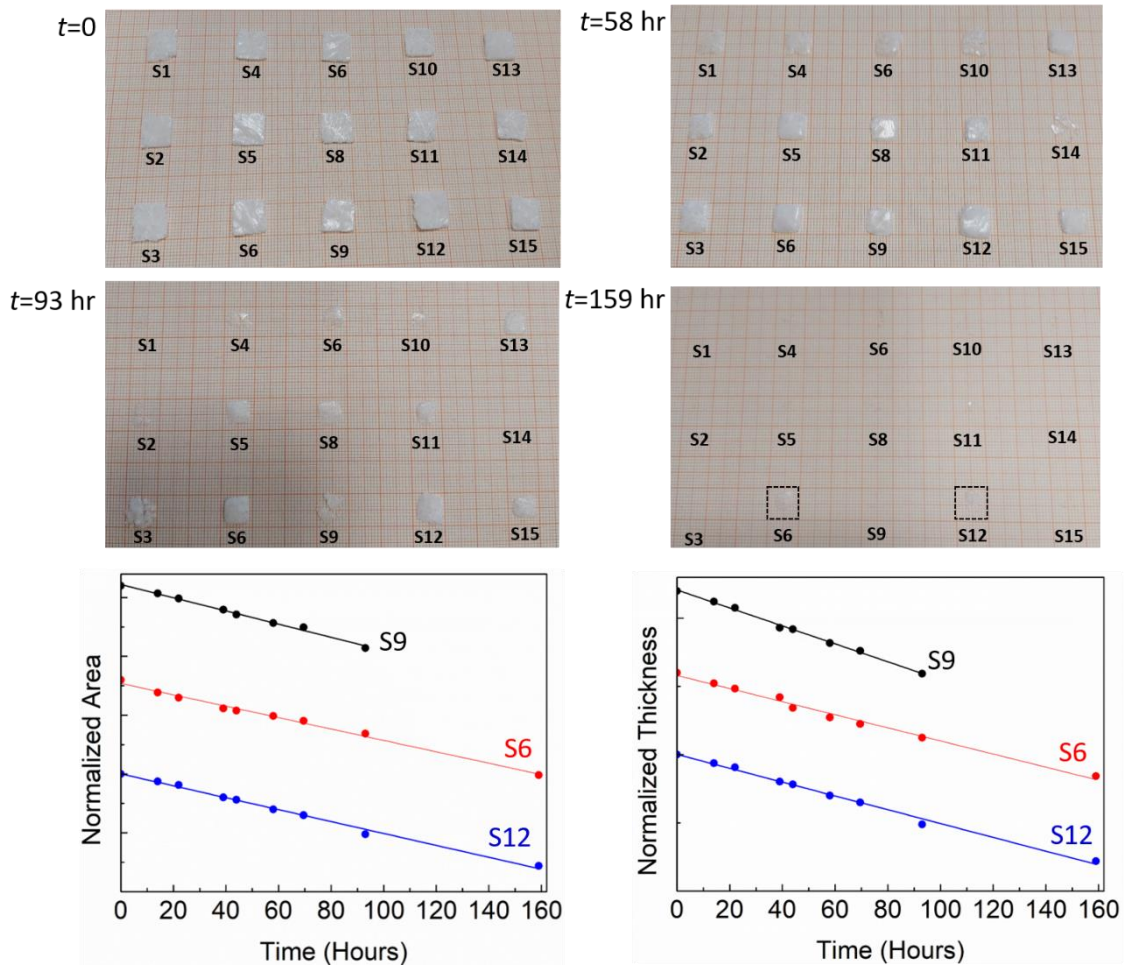 t=0
S1 S4 S6 S10 S13
S2 S5 S8 S11 S14
S3 S6 S9 S12 S15
t=58 hr
S1 S4 S6 S10 S13
S2 S5 S8 S11 S14
S3 S6 S9 S12 S15
t=93 hr
S1 S4 S6 S10 S13
S2 S5 S8 S11 S14
S3 S6 S9 S12 S15
t=159 hr
S1 S4 S6 S10 S13
S2 S5 S8 S11 S14
S3 S6 S9 S12 S15
Normalized Area
S9
S6
S12
0 20 40 60 80 100 120 140 160
Time (Hours)
Normalized Thickness
S9
S6
S12
0 20 40 60 80 100 120 140 160
Time (Hours)